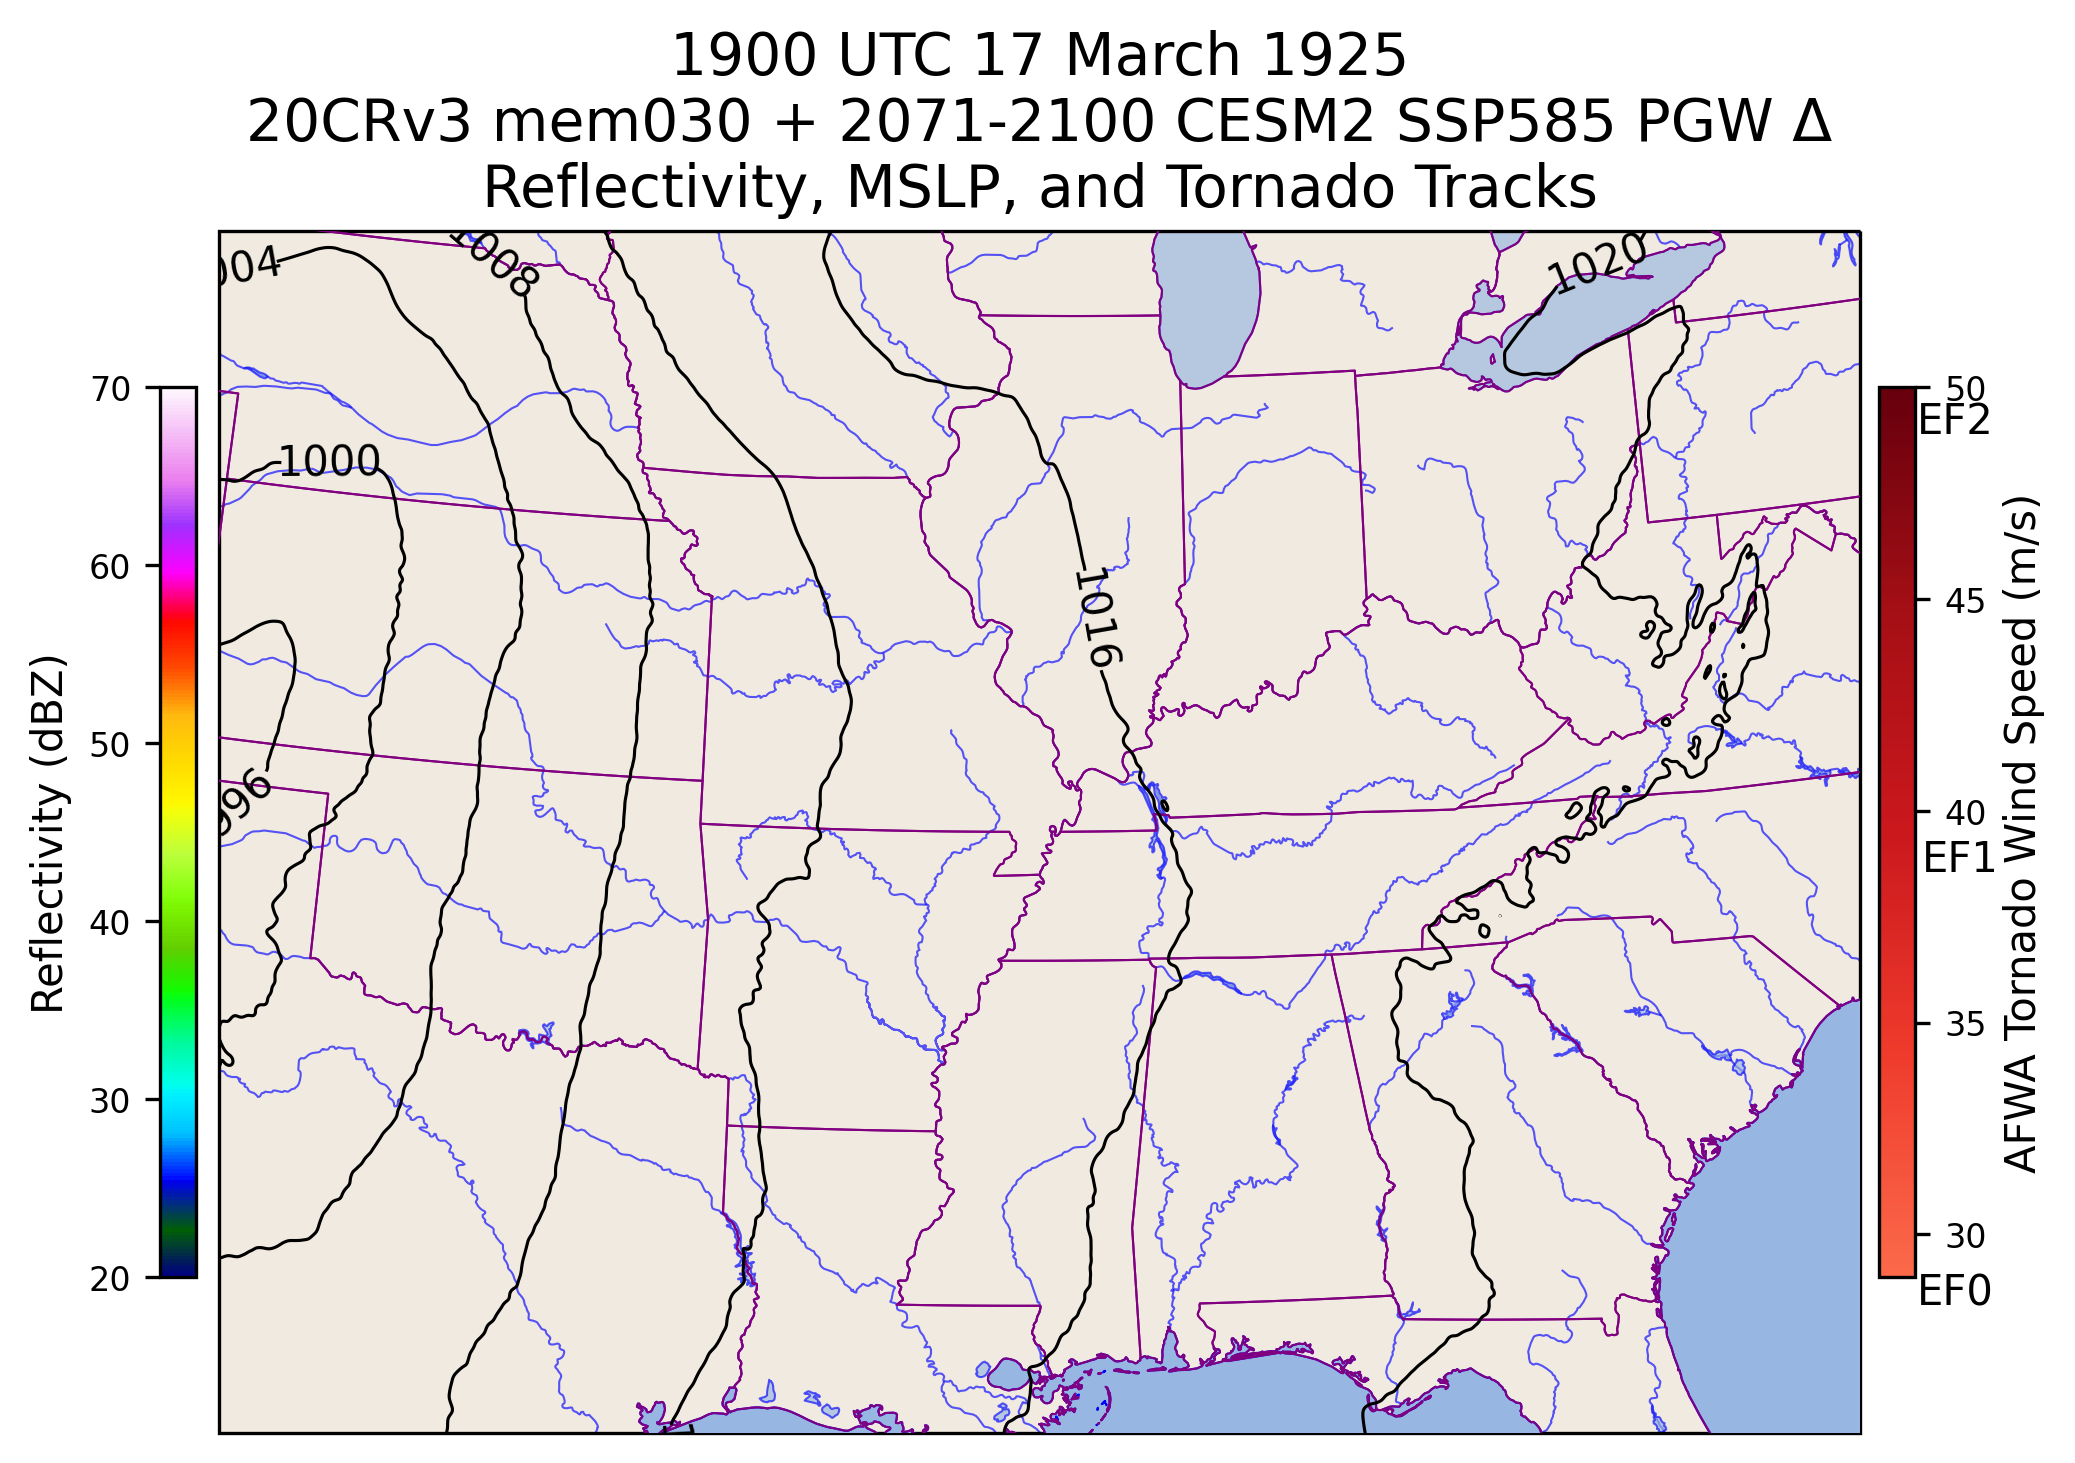 1900 UTC 17 March 1925
20CRv3 mem030 + 2071-2100 CESM2 SSP585 PGW Δ
Reflectivity, MSLP, and Tornado Tracks
004
1008
1020
1000
1016
996
70
60
50
40
30
20
Reflectivity (dBZ)
50
EF2
45
40
EF1
35
30
EF0
AFWA Tornado Wind Speed (m/s)